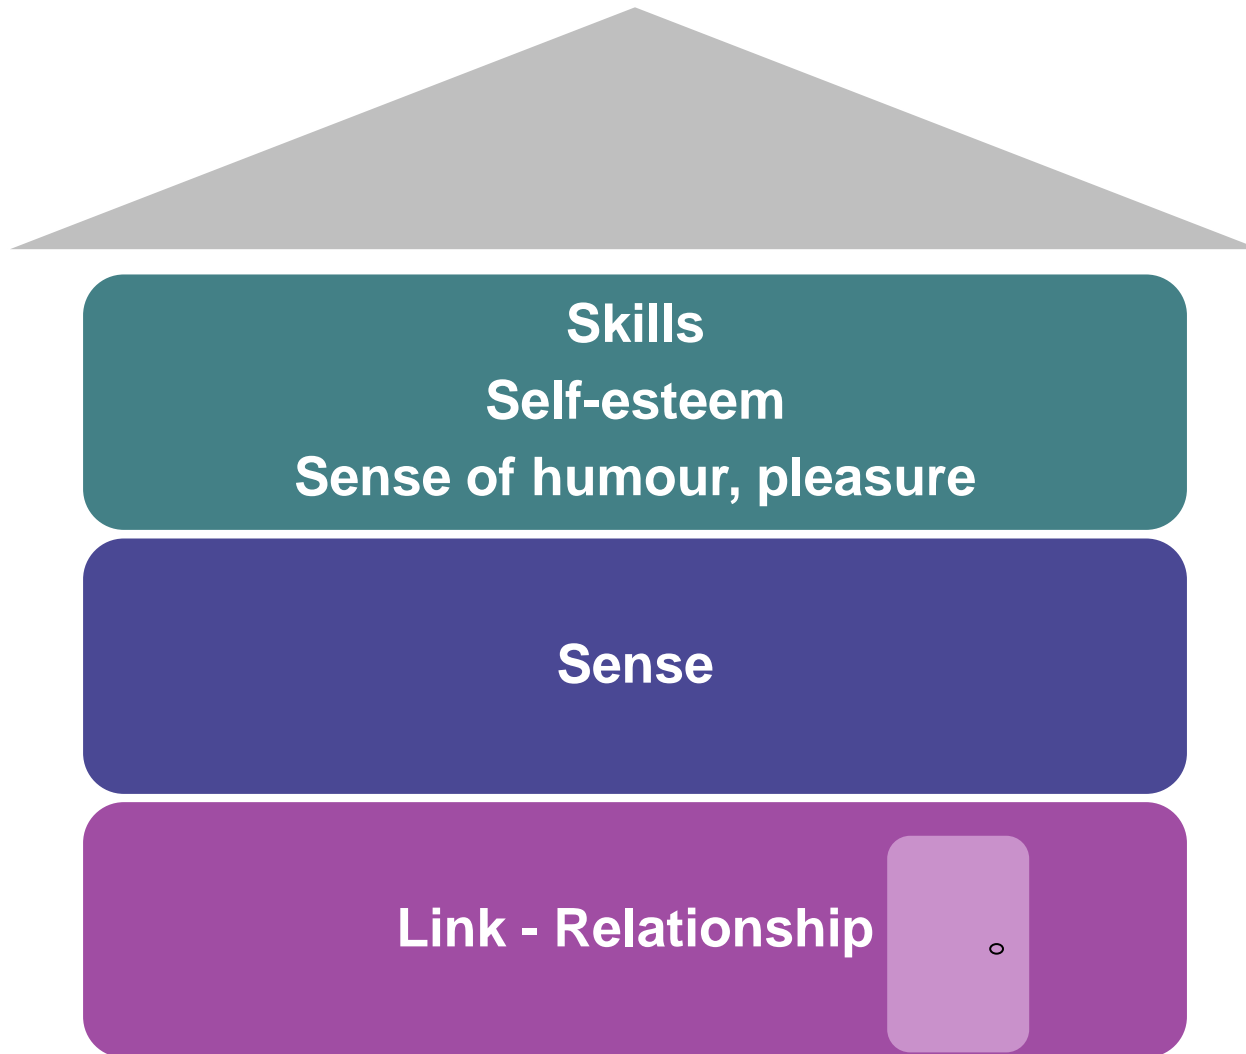 Skills
Self-esteem
Sense of humour, pleasure
Sense
Link - Relationship